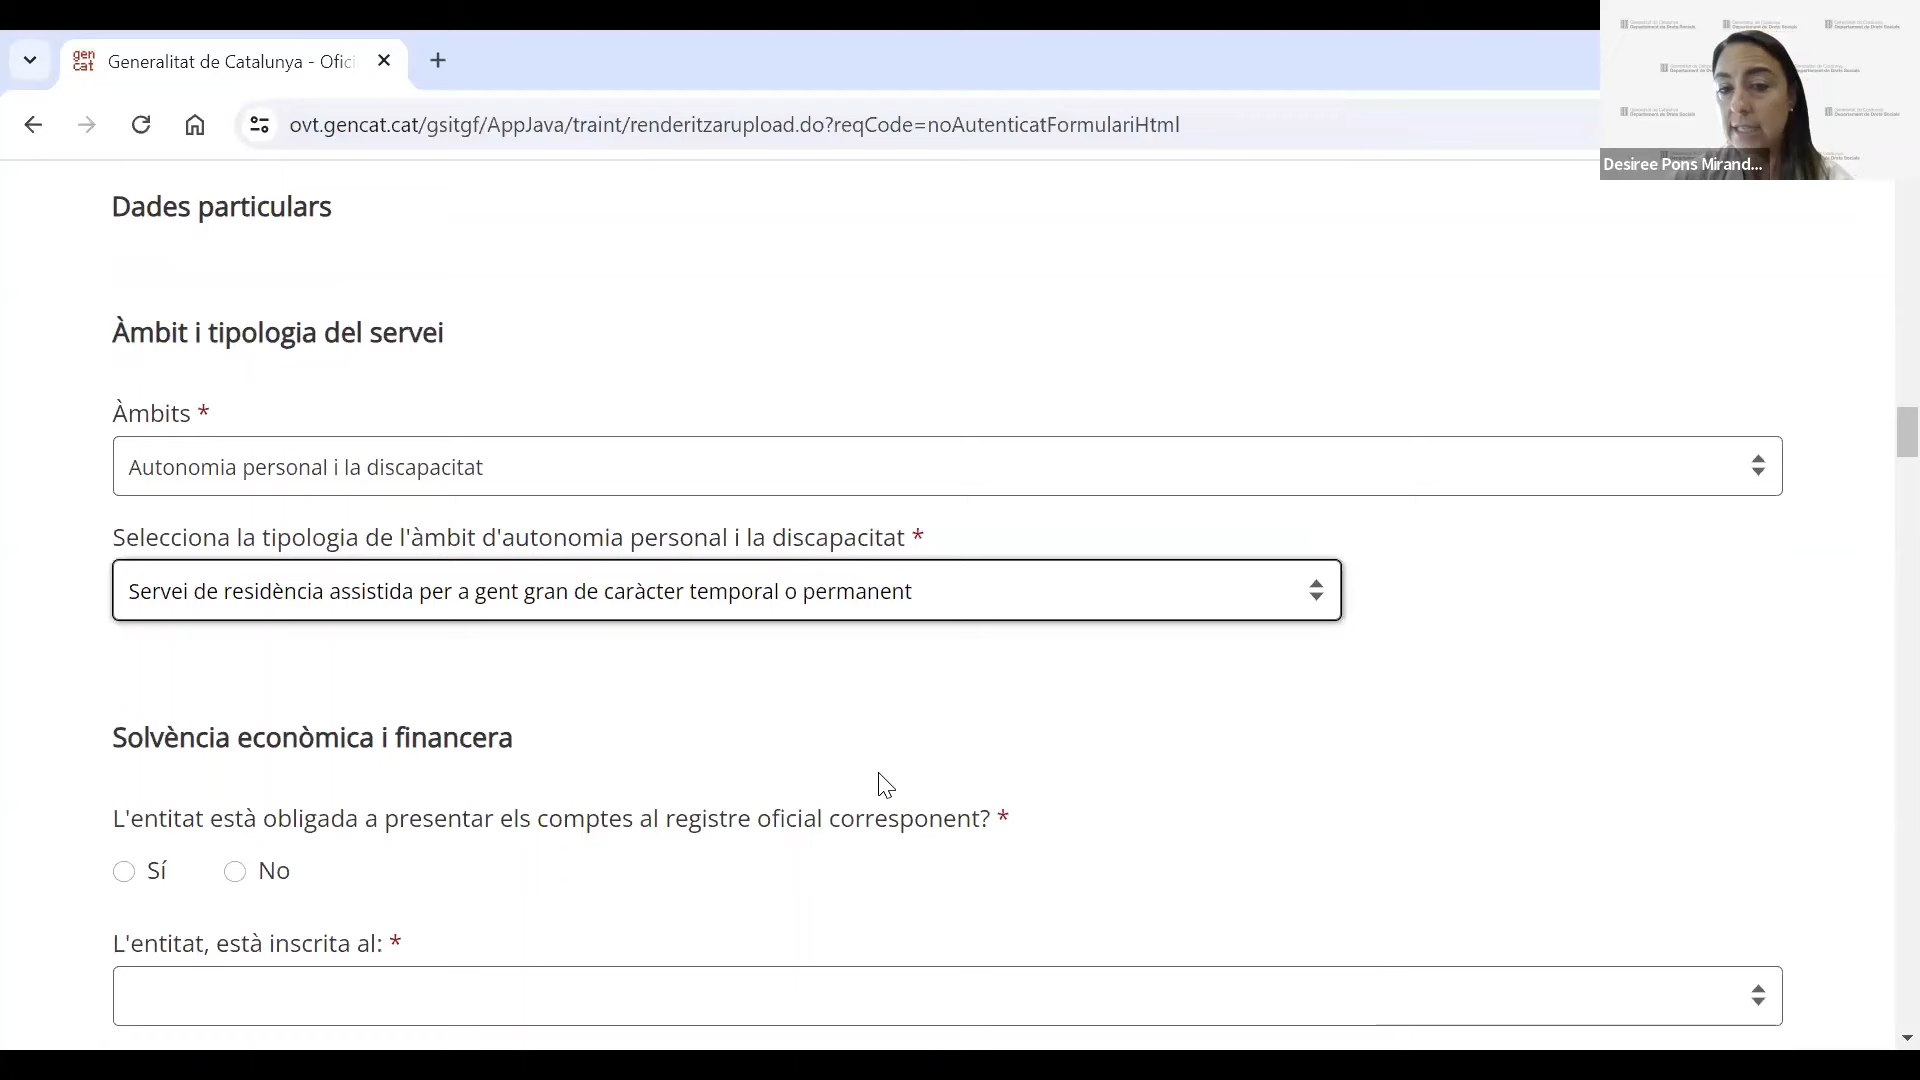 gen
cat
Generalitat de Catalunya - Ofici
ovt.gencat.cat/gsitgf/AppJava/traint/renderitzarupload.do?reqCode=noAutenticatFormulariHtml
Desiree Pons Mirand...
Dades particulars
Àmbit i tipologia del servei
Àmbits *
Autonomia personal i la discapacitat
Selecciona la tipologia de l'àmbit d'autonomia personal i la discapacitat *
Servei de residència assistida per a gent gran de caràcter temporal o permanent
Solvència econòmica i financera
L'entitat està obligada a presentar els comptes al registre oficial corresponent? *
Sí No
L'entitat, està inscrita al: *